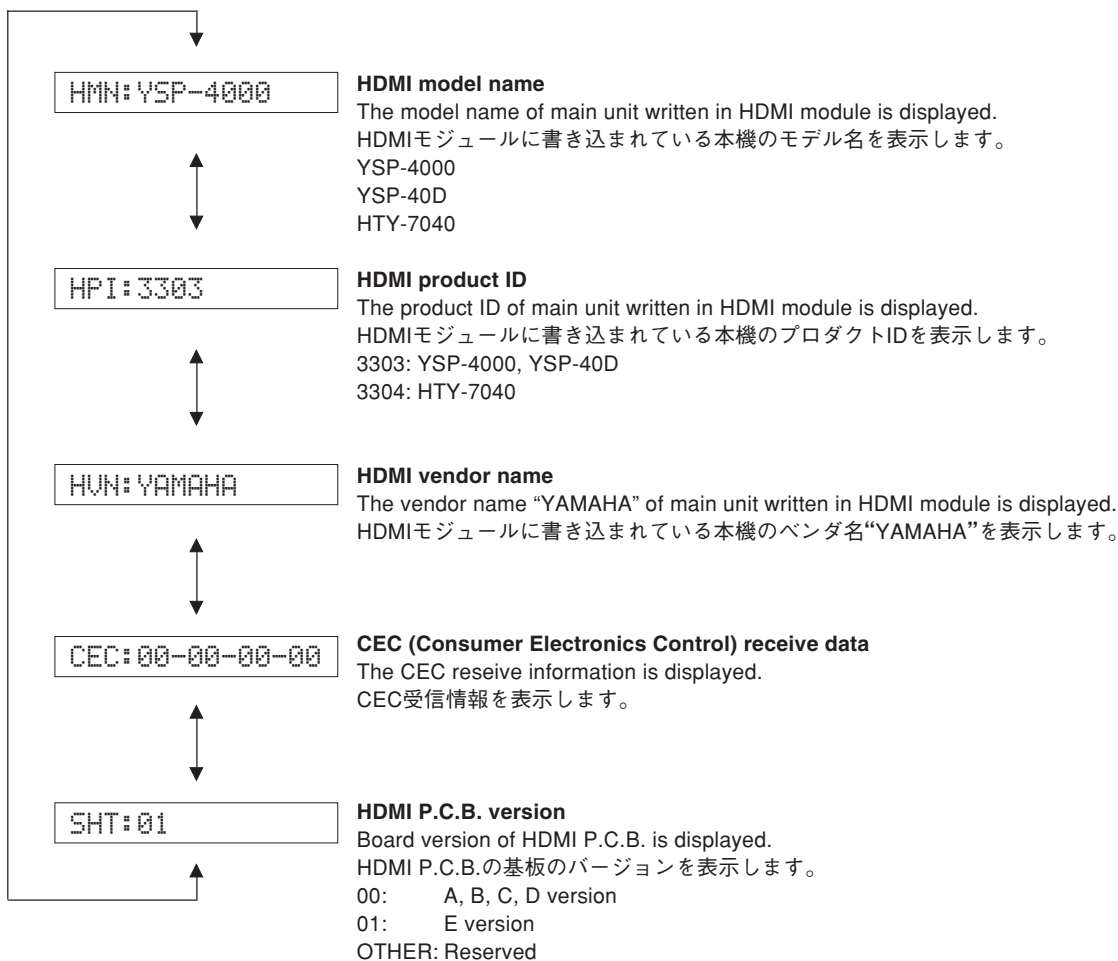 HMN:YSP-4000
HDMI model name
The model name of main unit written in HDMI module is displayed.
HDMIモジュールに書き込まれている本機のモデル名を表示します。
YSP-4000
YSP-40D
HTY-7040
HPI:3303
HDMI product ID
The product ID of main unit written in HDMI module is displayed.
HDMIモジュールに書き込まれている本機のプロダクトIDを表示します。
3303: YSP-4000, YSP-40D
3304: HTY-7040
HVN:YAMAHA
HDMI vendor name
The vendor name “YAMAHA” of main unit written in HDMI module is displayed.
HDMIモジュールに書き込まれている本機のベンダ名“YAMAHA”を表示します。
CEC:00-00-00-00
CEC (Consumer Electronics Control) receive data
The CEC reseive information is displayed.
CEC受信情報を表示します。
SHT:01
HDMI P.C.B. version
Board version of HDMI P.C.B. is displayed.
HDMI P.C.B.の基板のバージョンを表示します。
00: A, B, C, D version
01: E version
OTHER: Reserved